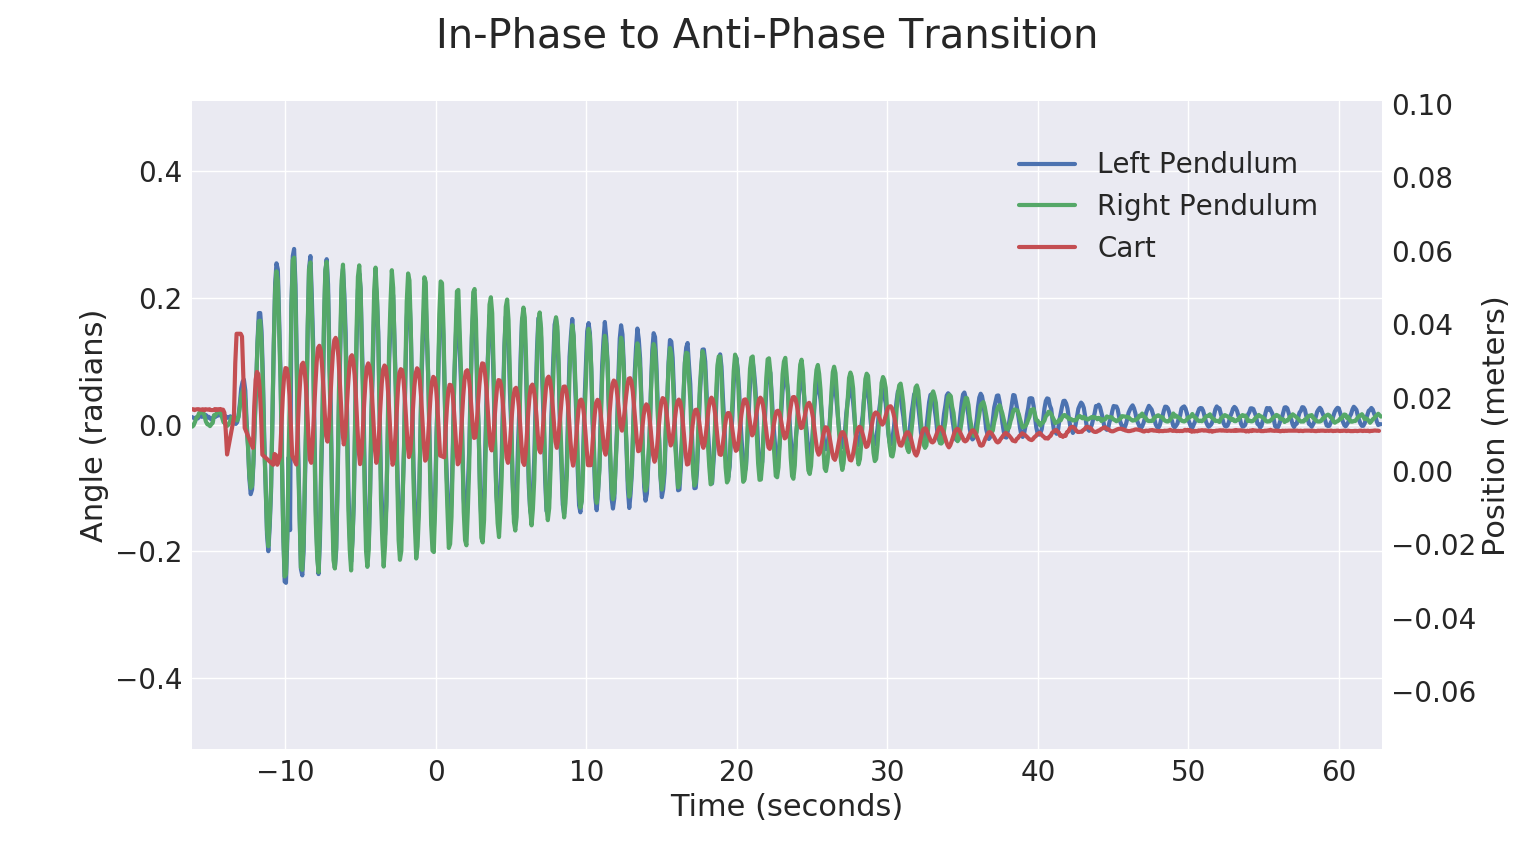 In-Phase to Anti-Phase Transition
Left Pendulum
Right Pendulum
Cart
Angle (radians)
0.4
0.2
0.0
−0.2
−0.4
0.10
0.08
0.06
0.04
0.02
0.00
−0.02
−0.04
−0.06
Position (meters)
−10 0 10 20 30 40 50 60
Time (seconds)